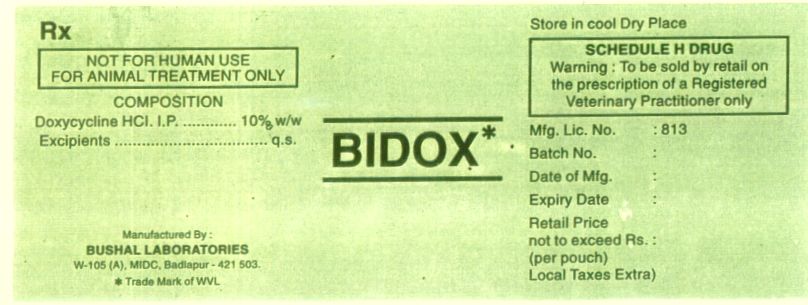 Rx
NOT FOR HUMAN USE
FOR ANIMAL TREATMENT ONLY
COMPOSITION
Doxycycline HCl. I.P. ............ 10% w/w
Excipients .................................. q.s.
Manufactured By :
BUSHAL LABORATORIES
W-105 (A), MIDC, Badlapur - 421 503.
* Trade Mark of WVL
BIDOX*
Store in cool Dry Place
SCHEDULE H DRUG
Warning : To be sold by retail on
the prescription of a Registered
Veterinary Practitioner only
Mfg. Lic. No. : 813
Batch No. :
Date of Mfg. :
Expiry Date :
Retail Price
not to exceed Rs. :
(per pouch)
Local Taxes Extra)